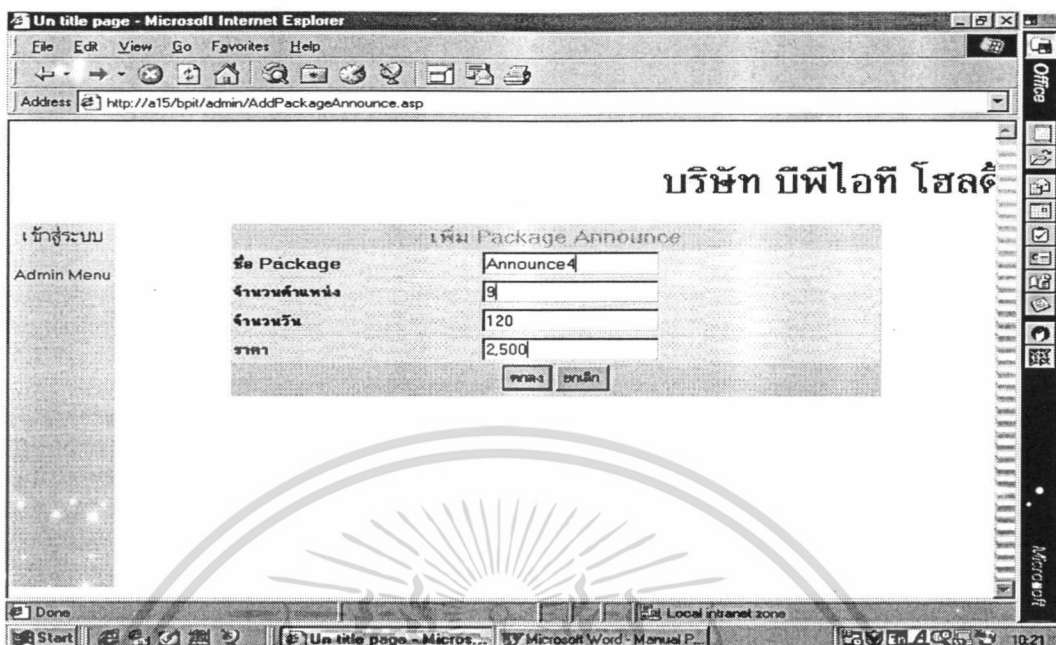 Un title page - Microsoft Internet Explorer
File Edit View Go Favorites Help
Address http://a15/bpit/admin/AddPackageAnnounce.asp
Office
บริษัท บีพีไอที โฮลดิ้
เข้าสู่ระบบ
Admin Menu
เพิ่ม Package Announce
ชื่อ Package Announce4
จำนวนตำแหน่ง 9
จำนวนวัน 120
ราคา 2,500
ตกลง ยกเลิก
Microsoft
Done Local intranet zone
Start Un title page - Micros... Microsoft Word - Manual P... En 10:21